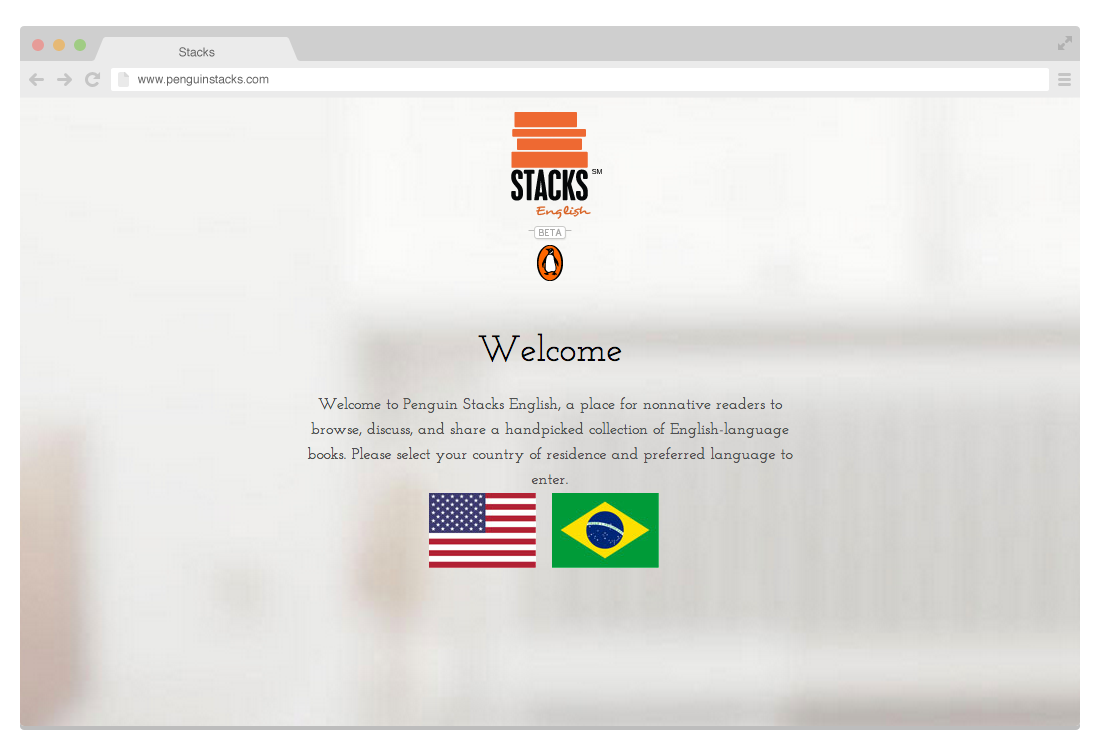 Stacks
www.penguinstacks.com
STACKS SM
English
BETA
Welcome
Welcome to Penguin Stacks English, a place for nonnative readers to
browse, discuss, and share a handpicked collection of English-language
books. Please select your country of residence and preferred language to
enter.